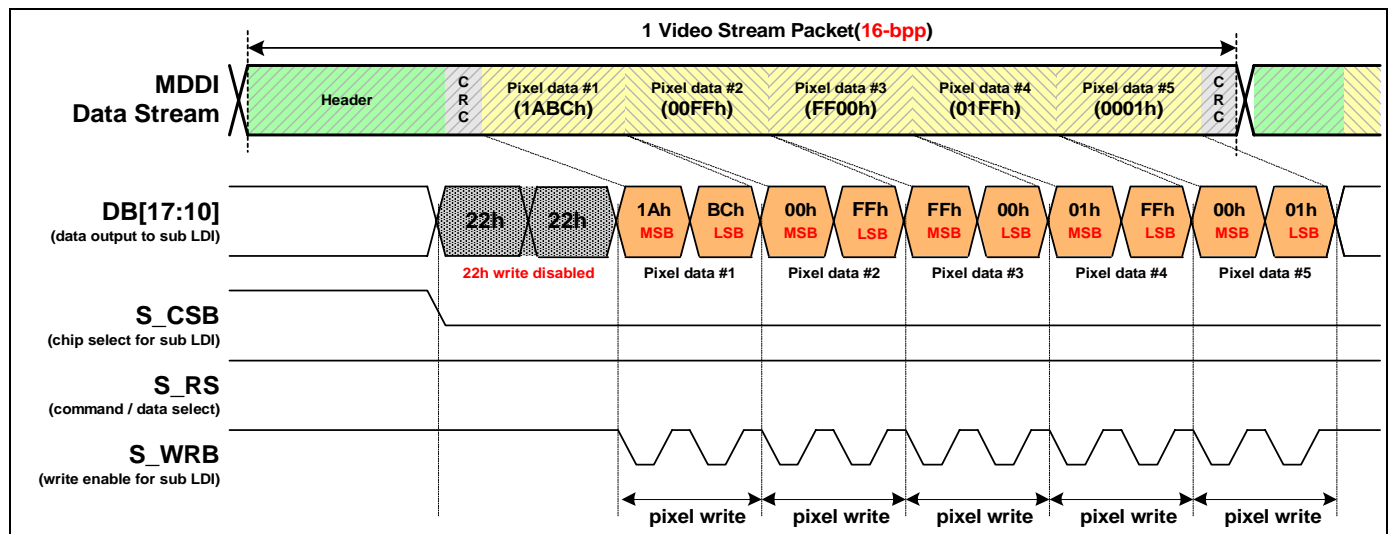 1 Video Stream Packet(16-bpp)
MDDI
Data Stream
Header
C
R
C
Pixel data #1
(1ABCh)
Pixel data #2
(00FFh)
Pixel data #3
(FF00h)
Pixel data #4
(01FFh)
Pixel data #5
(0001h)
C
R
C
DB[17:10]
(data output to sub LDI)
22h 22h
1Ah BCh 00h FFh FFh 00h 01h FFh 00h 01h
MSB LSB MSB LSB MSB LSB MSB LSB MSB LSB
22h write disabled Pixel data #1 Pixel data #2 Pixel data #3 Pixel data #4 Pixel data #5
S_CSB
(chip select for sub LDI)
S_RS
(command / data select)
S_WRB
(write enable for sub LDI)
pixel write pixel write pixel write pixel write pixel write